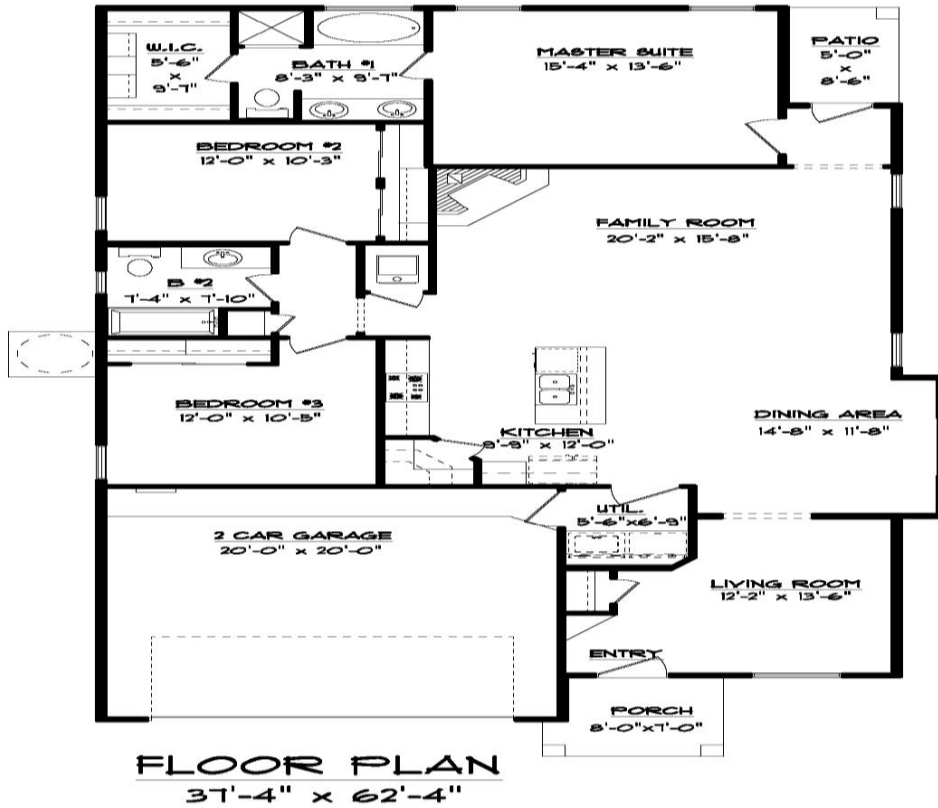 W.I.C.
5'-6"
x
9'-7"
BATH #1
8'-3" x 9'-7"
MASTER SUITE
15'-4" x 13'-6"
PATIO
5'-0"
x
8'-6"
BEDROOM #2
12'-0" x 10'-3"
FAMILY ROOM
20'-2" x 15'-8"
B #2
7'-4" x 7'-10"
BEDROOM #3
12'-0" x 10'-5"
KITCHEN
9'-9" x 12'-0"
DINING AREA
14'-8" x 11'-8"
2 CAR GARAGE
20'-0" x 20'-0"
UTIL.
5'-6"x6'-9"
LIVING ROOM
12'-2" x 13'-6"
ENTRY
PORCH
8'-0"x7'-0"
FLOOR PLAN
37'-4" x 62'-4"